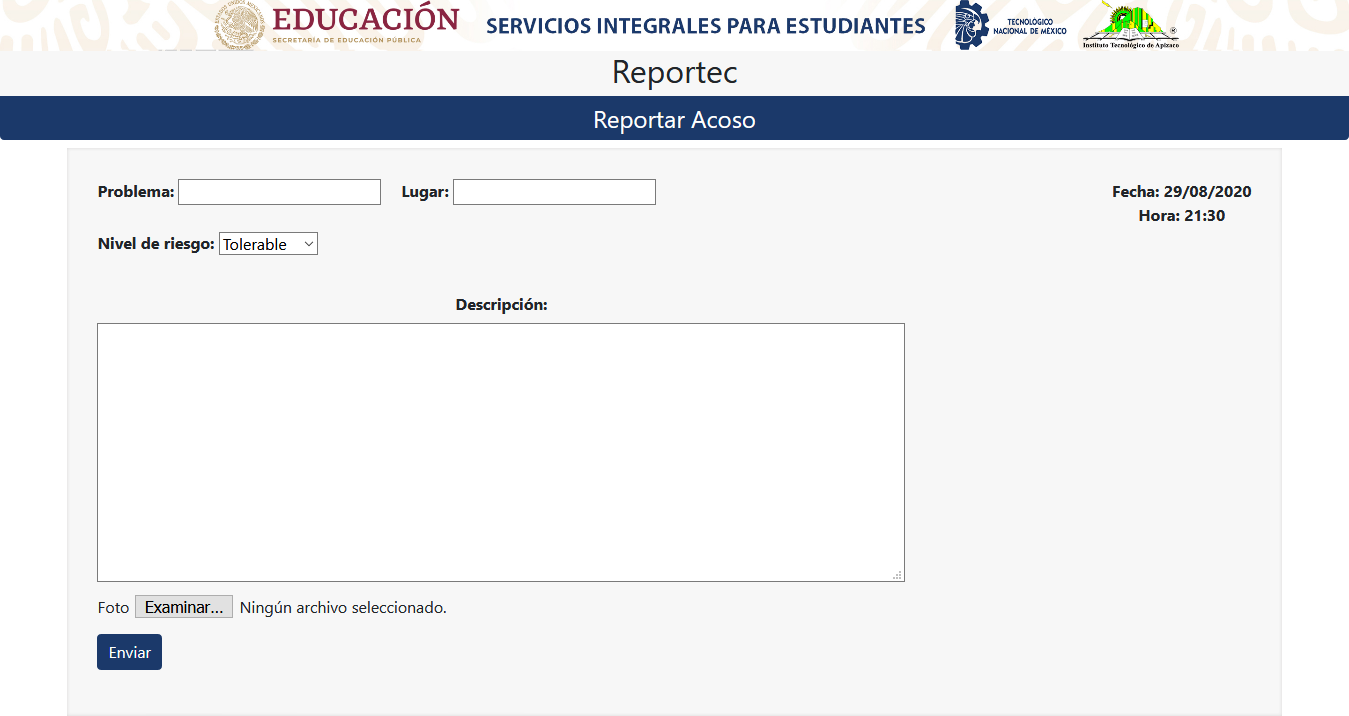 EDUCACIÓN
SECRETARÍA DE EDUCACIÓN PÚBLICA
SERVICIOS INTEGRALES PARA ESTUDIANTES
TECNOLÓGICO
NACIONAL DE MÉXICO
®
Instituto Tecnológico de Apizaco
Reportec
Reportar Acoso
Problema: Lugar: Fecha: 29/08/2020
Hora: 21:30
Nivel de riesgo: Tolerable
Descripción:
Foto Examinar... Ningún archivo seleccionado.
Enviar